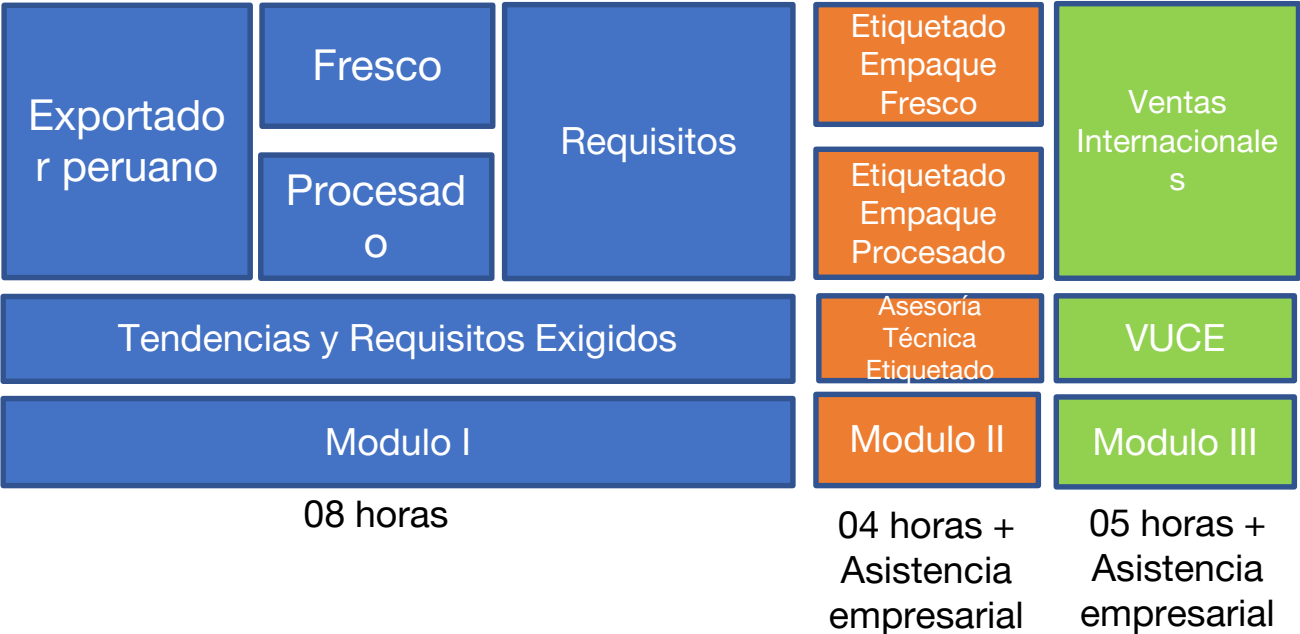 Exportado
r peruano
Fresco
Procesad
o
Requisitos
Tendencias y Requisitos Exigidos
Modulo I
08 horas
Etiquetado
Empaque
Fresco
Etiquetado
Empaque
Procesado
Asesoría
Técnica
Etiquetado
Modulo II
04 horas +
Asistencia
empresarial
Ventas
Internacionale
s
VUCE
Modulo III
05 horas +
Asistencia
empresarial